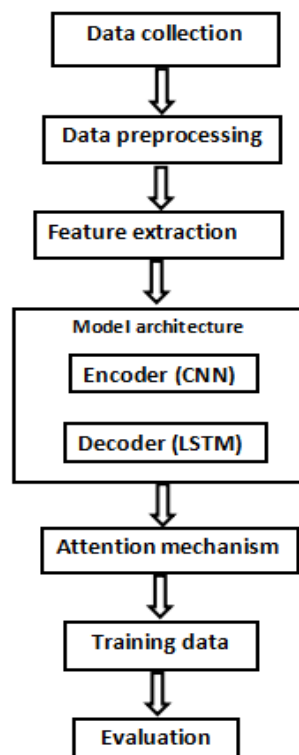 Data collection
Data preprocessing
Feature extraction
Model architecture
Encoder (CNN)
Decoder (LSTM)
Attention mechanism
Training data
Evaluation